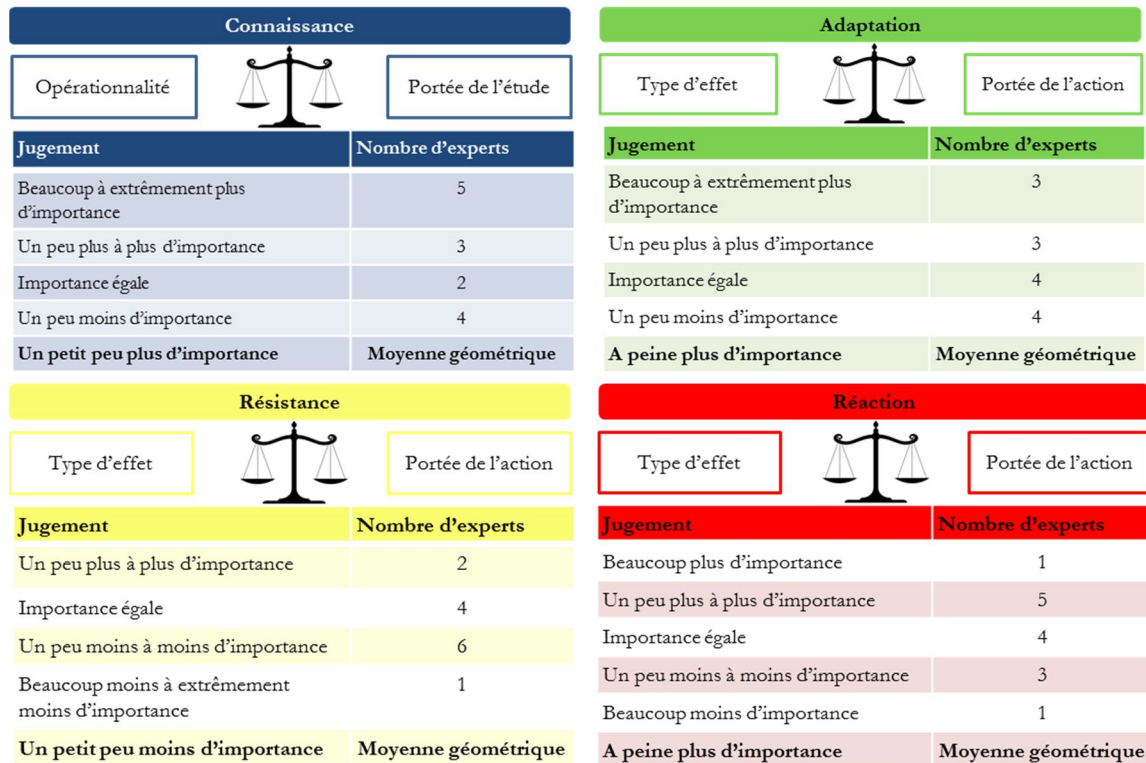 Connaissance
Opérationnalité
Portée de l'étude
Jugement Nombre d'experts
Beaucoup à extrêmement plus
d'importance
5
Un peu plus à plus d'importance 3
Importance égale 2
Un peu moins d'importance 4
Un petit peu plus d'importance Moyenne géométrique
Adaptation
Type d'effet
Portée de l'action
Jugement Nombre d'experts
Beaucoup à extrêmement plus
d'importance
3
Un peu plus à plus d'importance 3
Importance égale 4
Un peu moins d'importance 4
A peine plus d'importance Moyenne géométrique
Résistance
Type d'effet
Portée de l'action
Jugement Nombre d'experts
Un peu plus à plus d'importance 2
Importance égale 4
Un peu moins à moins d'importance 6
Beaucoup moins à extrêmement
moins d'importance
1
Un petit peu moins d'importance Moyenne géométrique
Réaction
Type d'effet
Portée de l'action
Jugement Nombre d'experts
Beaucoup plus d'importance 1
Un peu plus à plus d'importance 5
Importance égale 4
Un peu moins à moins d'importance 3
Beaucoup moins d'importance 1
A peine plus d'importance Moyenne géométrique